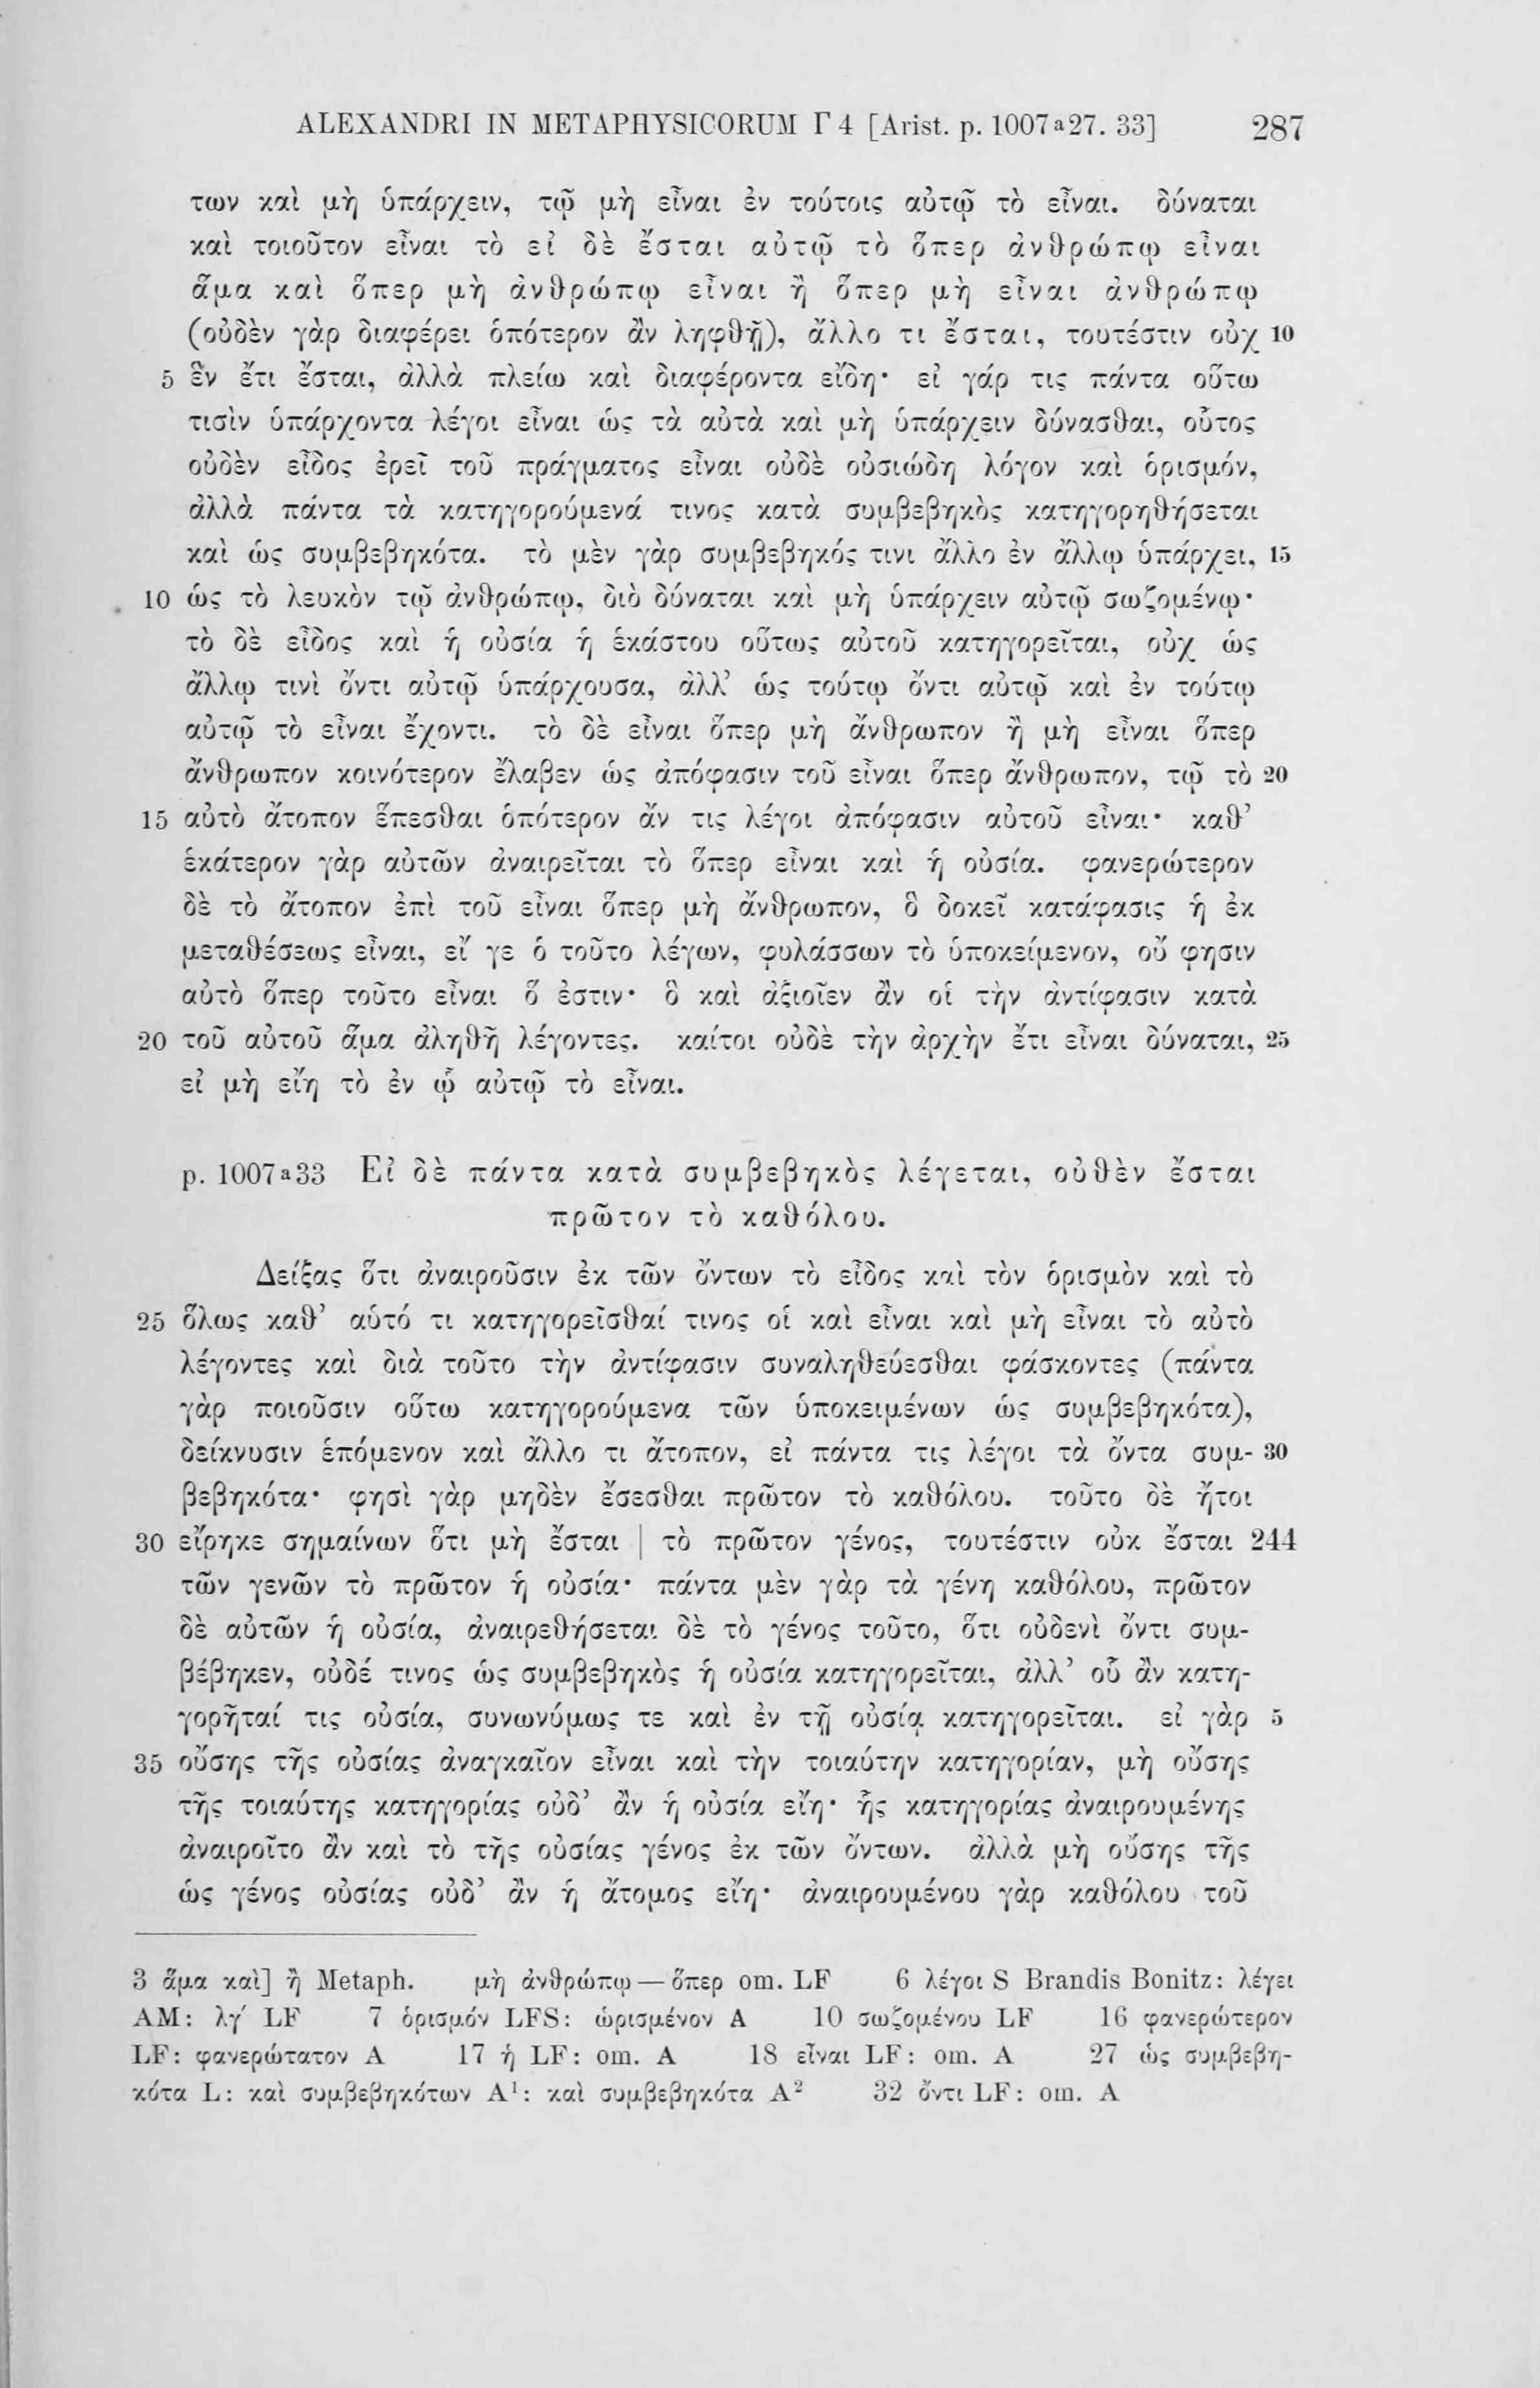 ALEXANDRI IN METAPHYSICORUM Γ 4 [Arist. p. 1007ᵃ27. 33] 287
των καὶ μὴ ὑπάρχειν, τῷ μὴ εἶναι ἐν τούτοις αὐτῷ τὸ εἶναι. δύναται
καὶ τοιοῦτον εἶναι τὸ εἰ δὲ ἔσται αὐτῷ τὸ ὅπερ ἀνθρώπῳ εἶναι
ἅμα καὶ ὅπερ μὴ ἀνθρώπῳ εἶναι ἢ ὅπερ μὴ εἶναι ἀνθρώπῳ
(οὐδὲν γὰρ διαφέρει ὁπότερον ἂν ληφθῇ), ἄλλο τι ἔσται, τουτέστιν οὐχ 10
5 ἓν ἔτι ἔσται, ἀλλὰ πλείω καὶ διαφέροντα εἴδη· εἰ γάρ τις πάντα οὕτω
τισὶν ὑπάρχοντα λέγοι εἶναι ὡς τὰ αὐτὰ καὶ μὴ ὑπάρχειν δύνασθαι, οὗτος
οὐδὲν εἶδος ἐρεῖ τοῦ πράγματος εἶναι οὐδὲ οὐσιώδη λόγον καὶ ὁρισμόν,
ἀλλὰ πάντα τὰ κατηγορούμενά τινος κατὰ συμβεβηκὸς κατηγορηθήσεται
καὶ ὡς συμβεβηκότα. τὸ μὲν γὰρ συμβεβηκός τινι ἄλλο ἐν ἄλλῳ ὑπάρχει, 15
10 ὡς τὸ λευκὸν τῷ ἀνθρώπῳ, διὸ δύναται καὶ μὴ ὑπάρχειν αὐτῷ σωζομένῳ·
τὸ δὲ εἶδος καὶ ἡ οὐσία ἡ ἑκάστου οὕτως αὐτοῦ κατηγορεῖται, οὐχ ὡς
ἄλλῳ τινὶ ὄντι αὐτῷ ὑπάρχουσα, ἀλλ’ ὡς τούτῳ ὄντι αὐτῷ καὶ ἐν τούτῳ
αὐτῷ τὸ εἶναι ἔχοντι. τὸ δὲ εἶναι ὅπερ μὴ ἄνθρωπον ἢ μὴ εἶναι ὅπερ
ἄνθρωπον κοινότερον ἔλαβεν ὡς ἀπόφασιν τοῦ εἶναι ὅπερ ἄνθρωπον, τῷ τὸ 20
15 αὐτὸ ἄτοπον ἕπεσθαι ὁπότερον ἄν τις λέγοι ἀπόφασιν αὐτοῦ εἶναι· καθ’
ἑκάτερον γὰρ αὐτῶν ἀναιρεῖται τὸ ὅπερ εἶναι καὶ ἡ οὐσία. φανερώτερον
δὲ τὸ ἄτοπον ἐπὶ τοῦ εἶναι ὅπερ μὴ ἄνθρωπον, ὃ δοκεῖ κατάφασις ἡ ἐκ
μεταθέσεως εἶναι, εἴ γε ὁ τοῦτο λέγων, φυλάσσων τὸ ὑποκείμενον, οὔ φησιν
αὐτὸ ὅπερ τοῦτο εἶναι ὅ ἐστιν· ὃ καὶ ἀξιοῖεν ἂν οἱ τὴν ἀντίφασιν κατὰ
20 τοῦ αὐτοῦ ἅμα ἀληθῆ λέγοντες. καίτοι οὐδὲ τὴν ἀρχὴν ἔτι εἶναι δύναται, 25
εἰ μὴ εἴη τὸ ἐν ᾧ αὐτῷ τὸ εἶναι.
p. 1007ᵃ33 Εἰ δὲ πάντα κατὰ συμβεβηκὸς λέγεται, οὐθὲν ἔσται
πρῶτον τὸ καθόλου.
Δείξας ὅτι ἀναιροῦσιν ἐκ τῶν ὄντων τὸ εἶδος καὶ τὸν ὁρισμὸν καὶ τὸ
25 ὅλως καθ’ αὑτό τι κατηγορεῖσθαί τινος οἱ καὶ εἶναι καὶ μὴ εἶναι τὸ αὐτὸ
λέγοντες καὶ διὰ τοῦτο τὴν ἀντίφασιν συναληθεύεσθαι φάσκοντες (πάντα
γὰρ ποιοῦσιν οὕτω κατηγορούμενα τῶν ὑποκειμένων ὡς συμβεβηκότα),
δείκνυσιν ἑπόμενον καὶ ἄλλο τι ἄτοπον, εἰ πάντα τις λέγοι τὰ ὄντα συμ- 30
βεβηκότα· φησὶ γὰρ μηδὲν ἔσεσθαι πρῶτον τὸ καθόλου. τοῦτο δὲ ἤτοι
30 εἴρηκε σημαίνων ὅτι μὴ ἔσται | τὸ πρῶτον γένος, τουτέστιν οὐκ ἔσται 244
τῶν γενῶν τὸ πρῶτον ἡ οὐσία· πάντα μὲν γὰρ τὰ γένη καθόλου, πρῶτον
δὲ αὐτῶν ἡ οὐσία, ἀναιρεθήσεται δὲ τὸ γένος τοῦτο, ὅτι οὐδενὶ ὄντι συμ-
βέβηκεν, οὐδέ τινος ὡς συμβεβηκὸς ἡ οὐσία κατηγορεῖται, ἀλλ’ οὗ ἂν κατη-
γορῆταί τις οὐσία, συνωνύμως τε καὶ ἐν τῇ οὐσίᾳ κατηγορεῖται. εἰ γὰρ 5
35 οὔσης τῆς οὐσίας ἀναγκαῖον εἶναι καὶ τὴν τοιαύτην κατηγορίαν, μὴ οὔσης
τῆς τοιαύτης κατηγορίας οὐδ’ ἂν ἡ οὐσία εἴη· ἧς κατηγορίας ἀναιρουμένης
ἀναιροῖτο ἂν καὶ τὸ τῆς οὐσίας γένος ἐκ τῶν ὄντων. ἀλλὰ μὴ οὔσης τῆς
ὡς γένος οὐσίας οὐδ’ ἂν ἡ ἄτομος εἴη· ἀναιρουμένου γὰρ καθόλου τοῦ
3 ἅμα καὶ] ἢ Metaph. μὴ ἀνθρώπῳ — ὅπερ om. LF 6 λέγοι S Brandis Bonitz: λέγει
AM: λγ´ LF 7 ὁρισμόν LFS: ὡρισμένον A 10 σωζομένου LF 16 φανερώτερον
LF: φανερώτατον A 17 ἡ LF: om. A 18 εἶναι LF: om. A 27 ὡς συμβεβη-
κότα L: καὶ συμβεβηκότων A¹: καὶ συμβεβηκότα A² 32 ὄντι LF: om. A